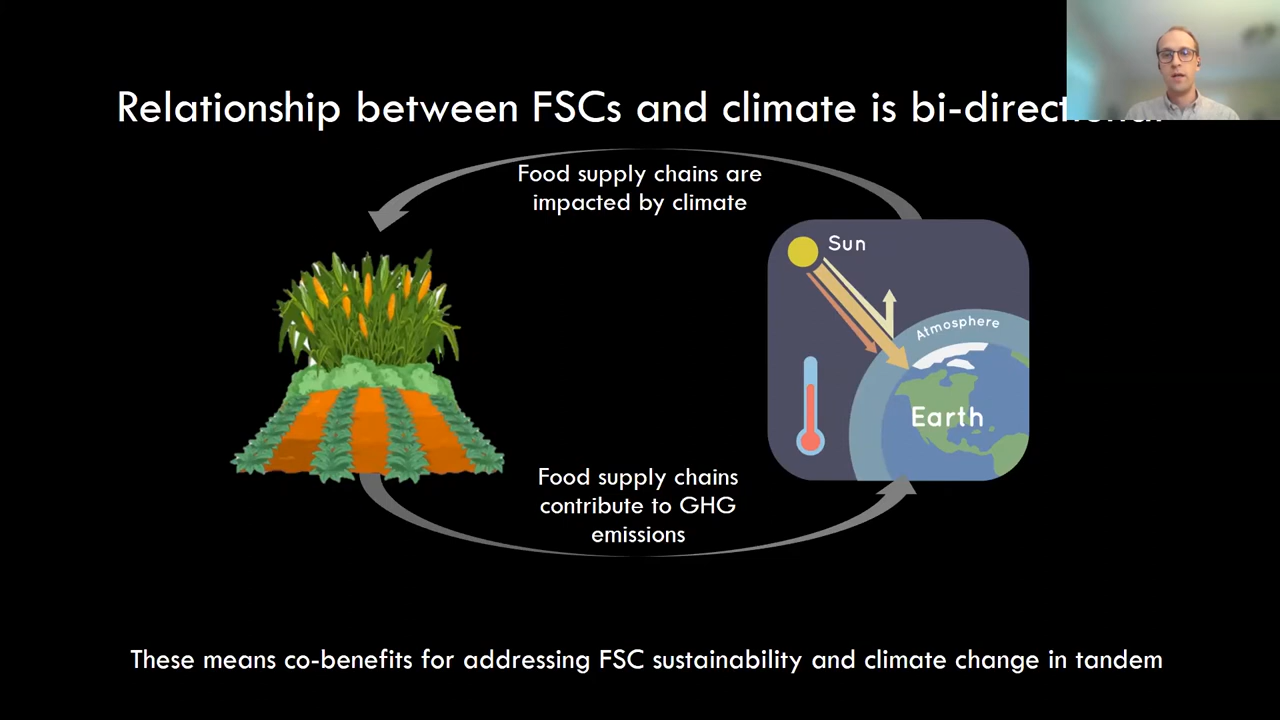 Relationship between FSCs and climate is bi-directional
Food supply chains are
impacted by climate
Sun
Atmosphere
Earth
Food supply chains
contribute to GHG
emissions
These means co-benefits for addressing FSC sustainability and climate change in tandem